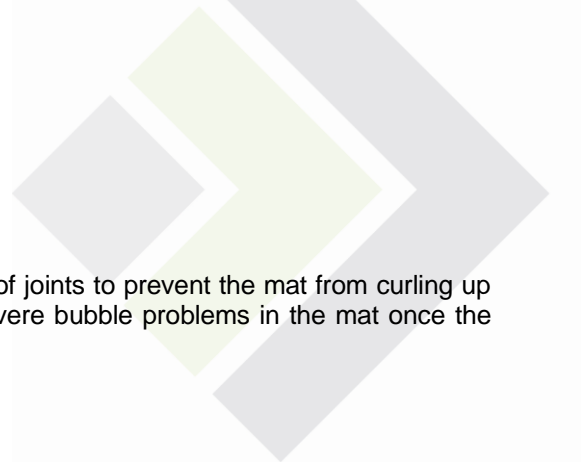 of joints to prevent the mat from curling up
vere bubble problems in the mat once the